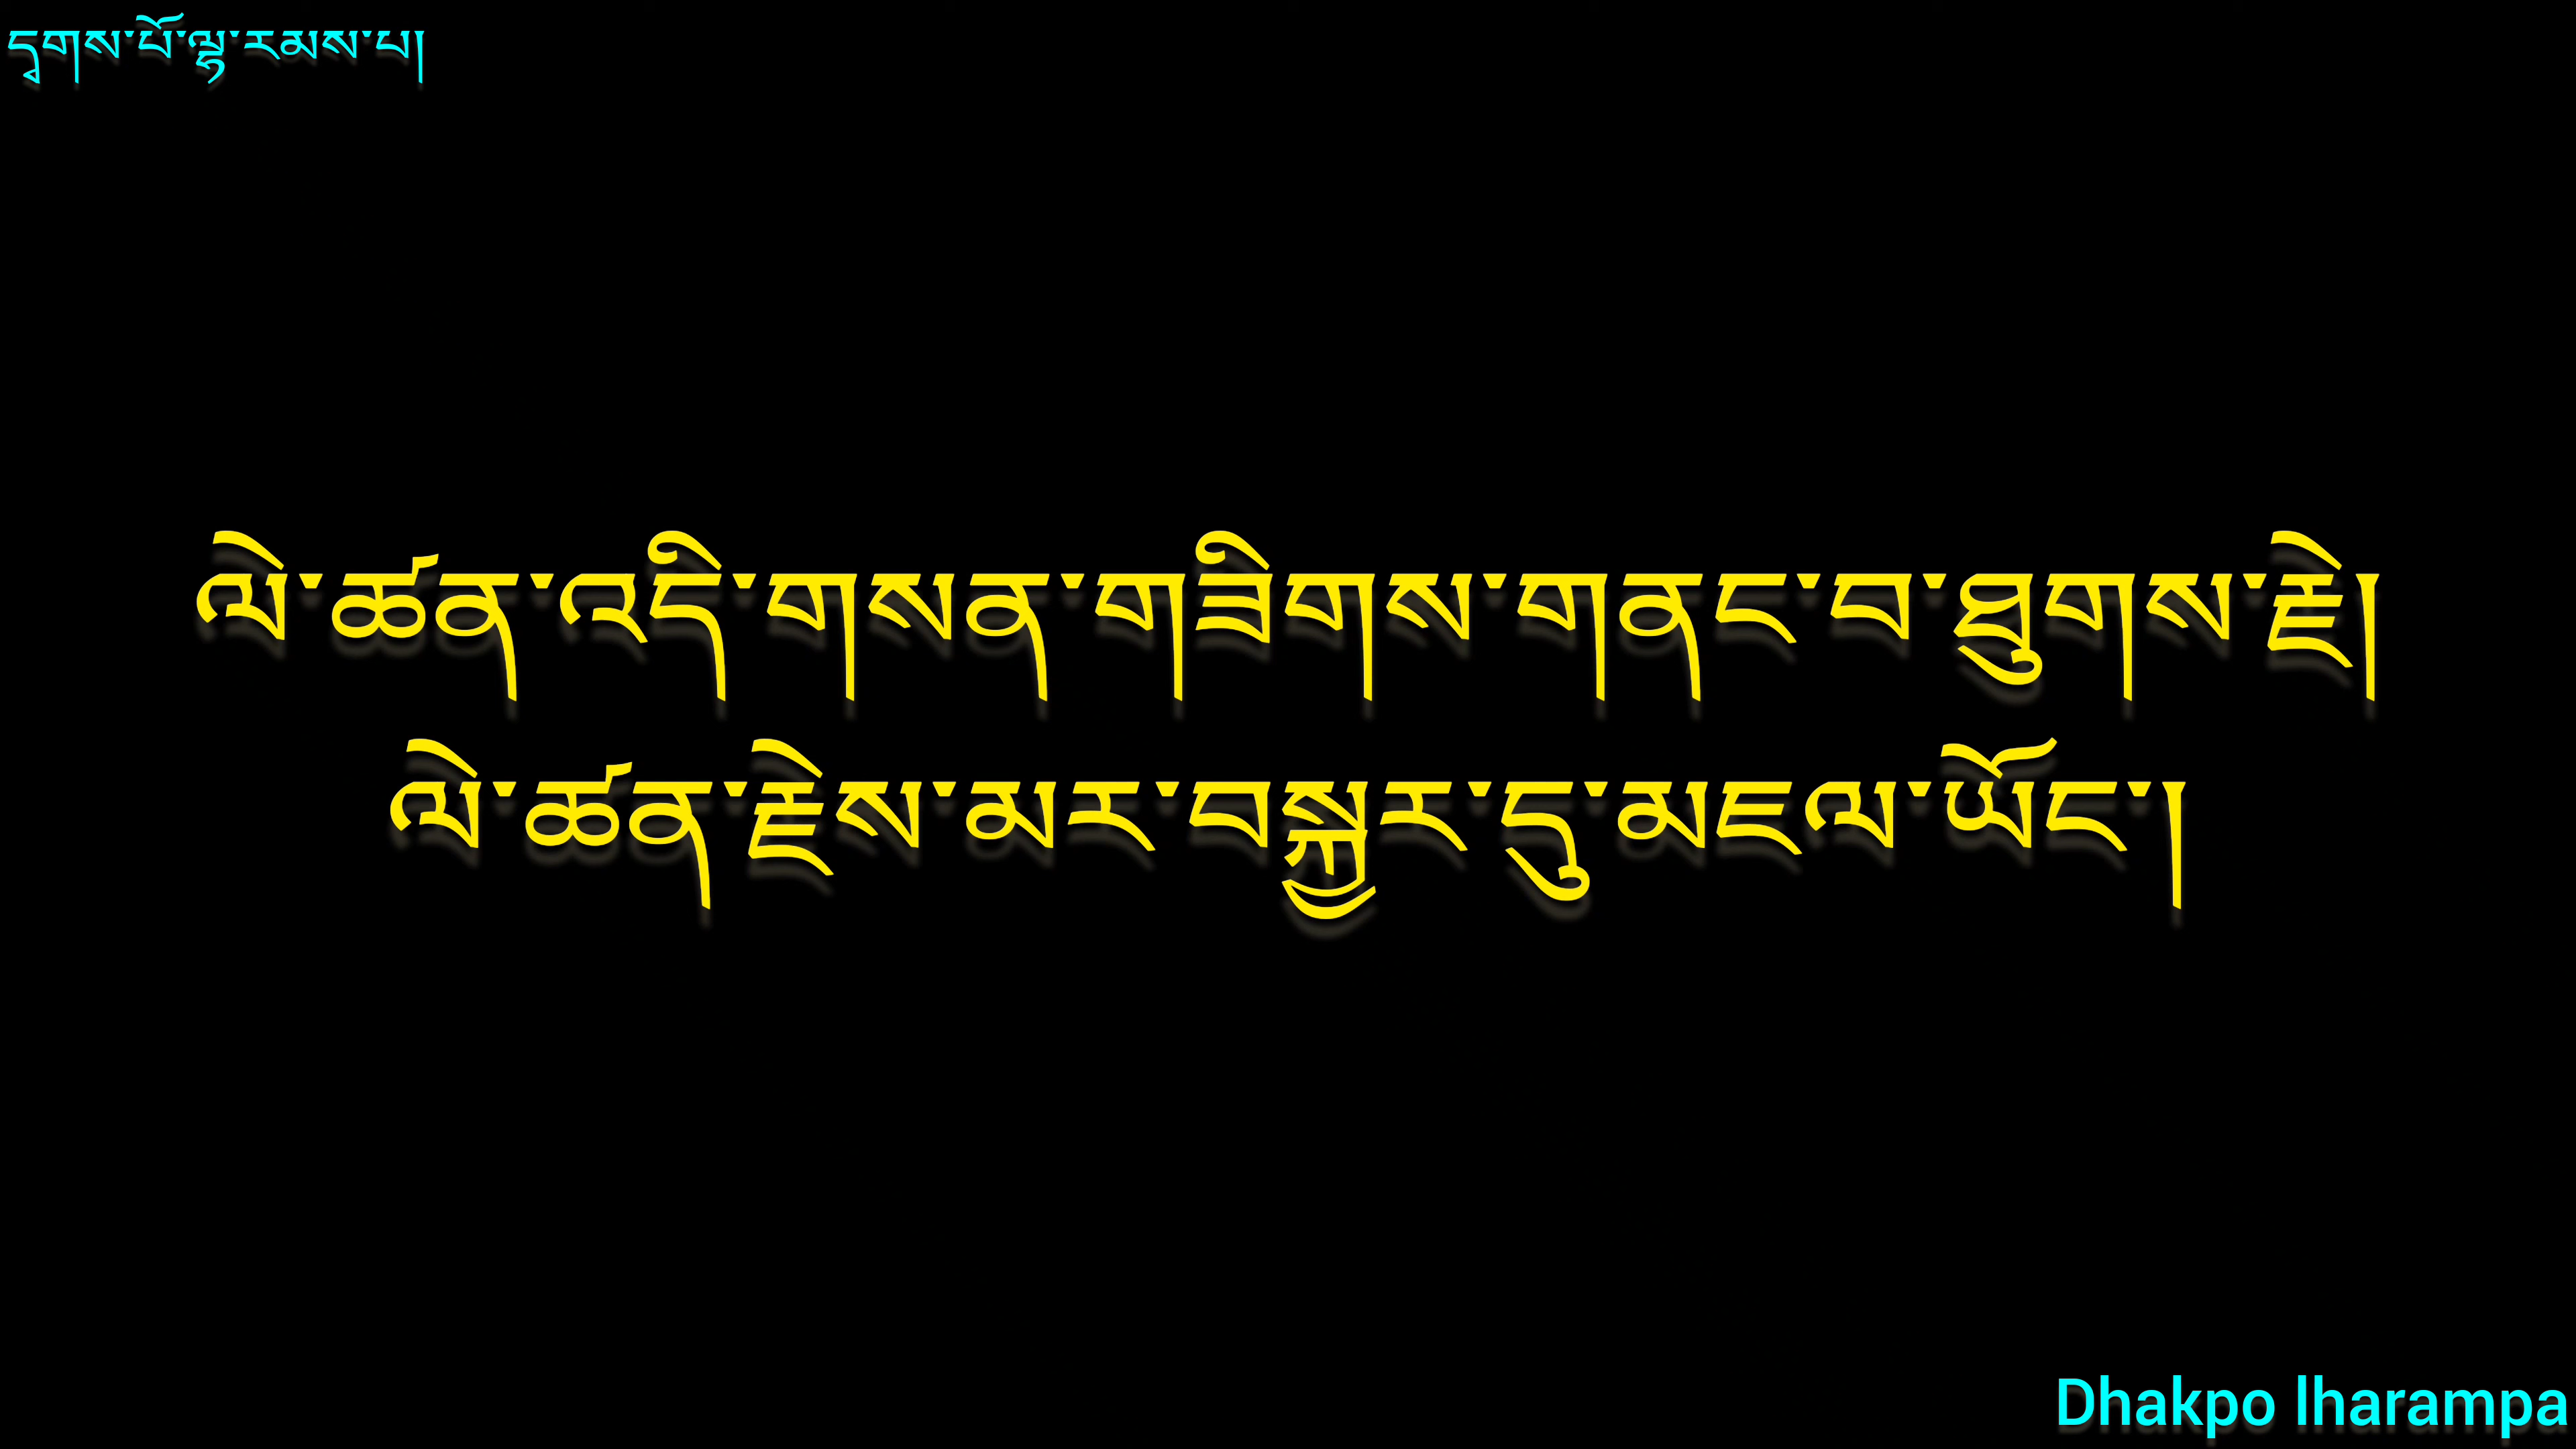 དྭགས་པོ་ལྷ་རམས་པ།
ལེ་ཚན་འདི་གསན་གཟིགས་གནང་བ་ཐུགས་རྗེ།
ལེ་ཚན་རྗེས་མར་བསྐྱར་དུ་མཇལ་ཡོང་།
Dhakpo lharampa